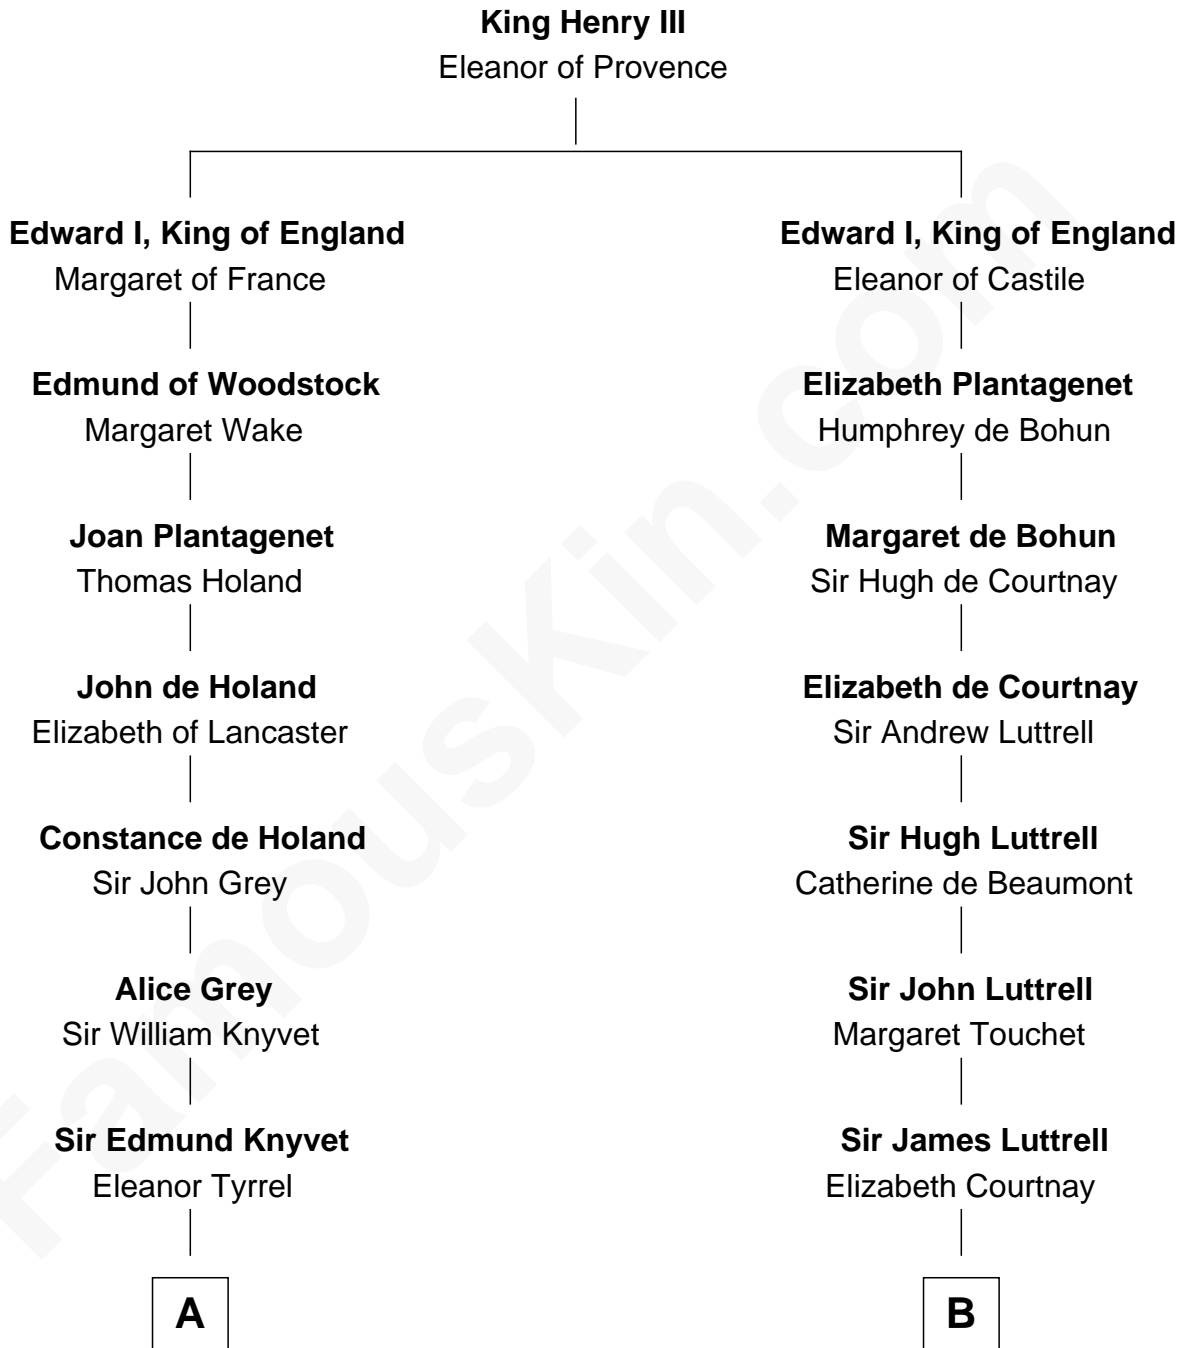 King Henry III
Eleanor of Provence
Edward I, King of England
Margaret of France
Edward I, King of England
Eleanor of Castile
Edmund of Woodstock
Margaret Wake
Elizabeth Plantagenet
Humphrey de Bohun
Joan Plantagenet
Thomas Holand
Margaret de Bohun
Sir Hugh de Courtnay
John de Holand
Elizabeth of Lancaster
Elizabeth de Courtnay
Sir Andrew Luttrell
Constance de Holand
Sir John Grey
Sir Hugh Luttrell
Catherine de Beaumont
Alice Grey
Sir William Knyvet
Sir John Luttrell
Margaret Touchet
Sir Edmund Knyvet
Eleanor Tyrrel
Sir James Luttrell
Elizabeth Courtnay
A
B
FamousKin.com